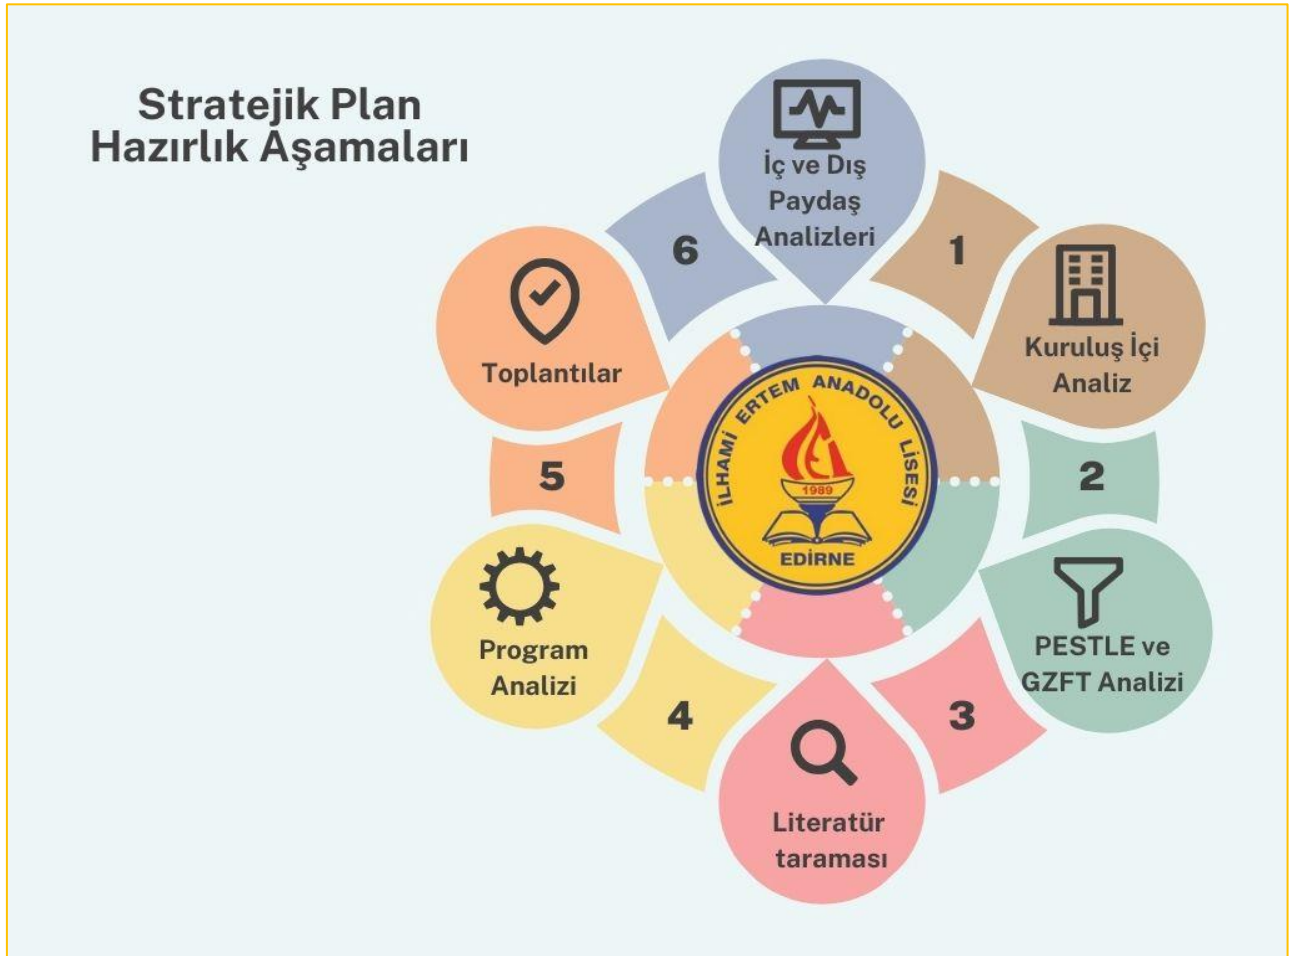 Stratejik Plan
Hazırlık Aşamaları
İç ve Dış
Paydaş
Analizleri
1
Kuruluş İçi
Analiz
2
PESTLE ve
GZFT Analizi
3
Literatür
taraması
4
Program
Analizi
5
Toplantılar
6
İLHAMİ ERTEM ANADOLU LİSESİ
1989
EDİRNE